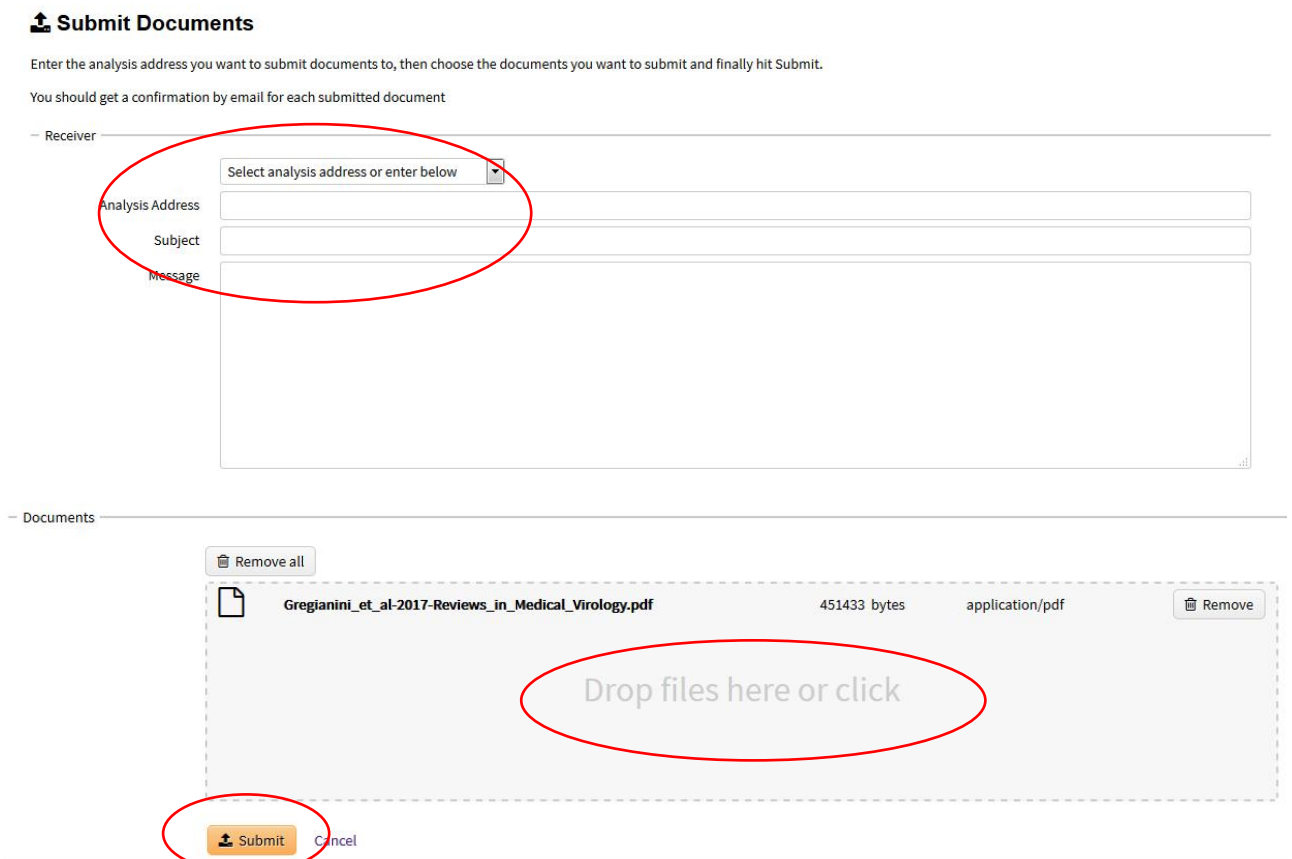 Submit Documents
Enter the analysis address you want to submit documents to, then choose the documents you want to submit and finally hit Submit.
You should get a confirmation by email for each submitted document
Receiver
Select analysis address or enter below
Analysis Address
Subject
Message
Documents
Remove all
Gregianini_et_al-2017-Reviews_in_Medical_Virology.pdf 451433 bytes application/pdf Remove
Drop files here or click
Submit Cancel